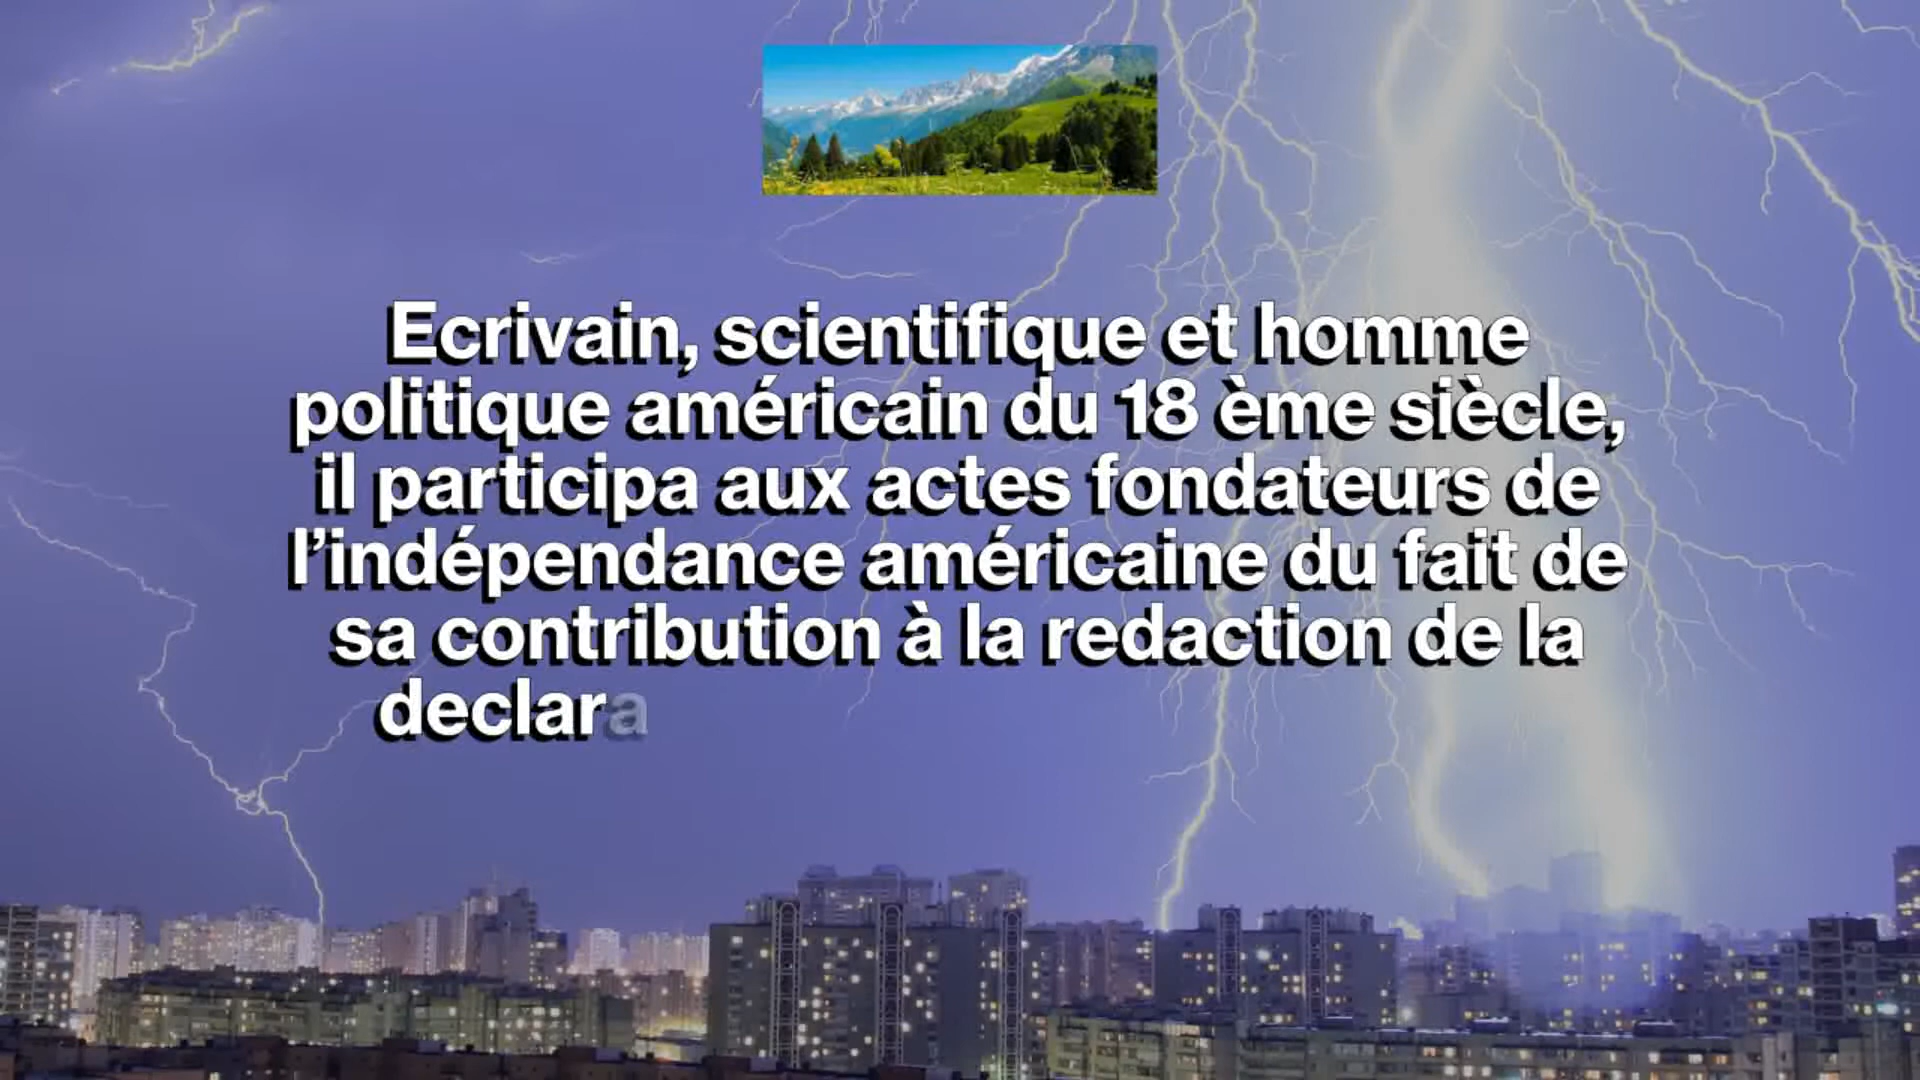 Ecrivain, scientifique et homme
politique américain du 18 ème siècle,
il participa aux actes fondateurs de
l’indépendance américaine du fait de
sa contribution à la redaction de la
declara